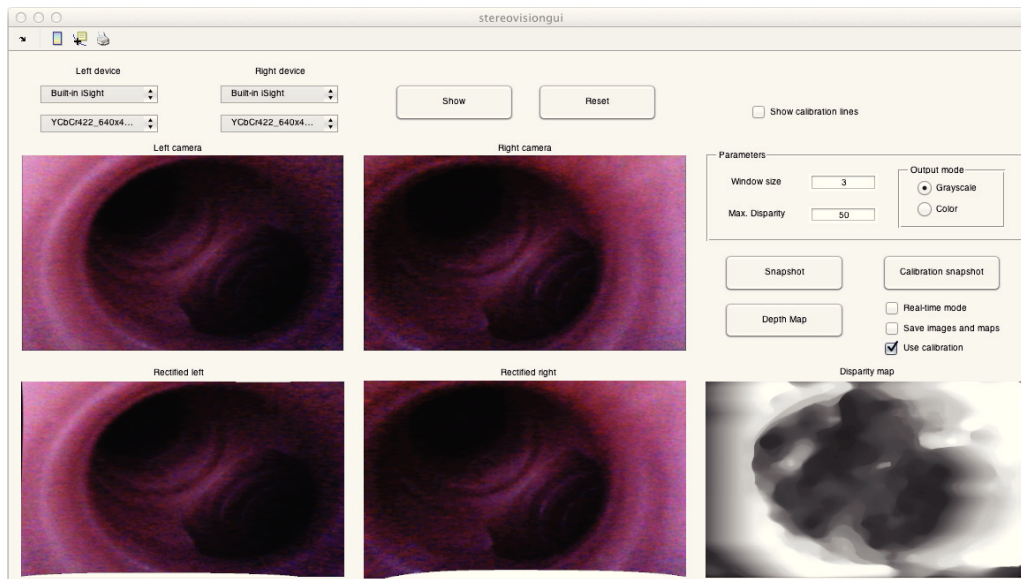 stereovisiongui
Left device
Right device
Built-in iSight
Built-in iSight
Show
Reset
Show calibration lines
YCbCr422_640x4...
YCbCr422_640x4...
Left camera
Right camera
Parameters
Window size
3
Max. Disparity
50
Output mode
Grayscale
Color
Snapshot
Calibration snapshot
Depth Map
Real-time mode
Save images and maps
Use calibration
Rectified left
Rectified right
Disparity map